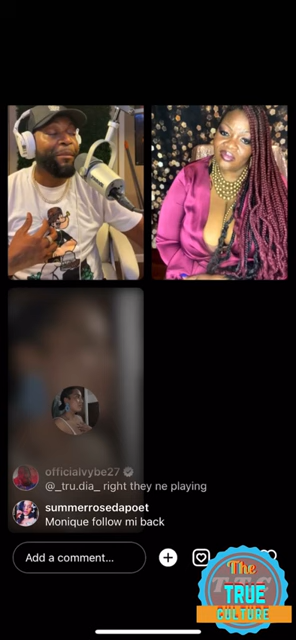 officialvybe27
@_tru.dia_ right they ne playing
summerrosedapoet
Monique follow mi back
Add a comment...
The
T.T.C
TRUE
CULTURE